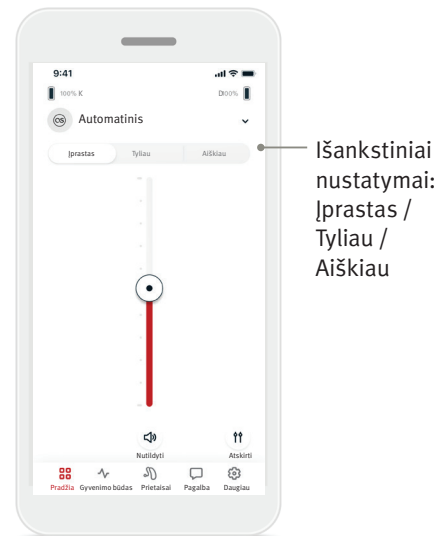 9:41
100% K
D100%
Automatinis
Įprastas Tyliau Aiškiau
Išankstiniai
nustatymai:
Įprastas /
Tyliau /
Aiškiau
Nutildyti Atskirti
Pradžia Gyvenimo būdas Prietaisai Pagalba Daugiau